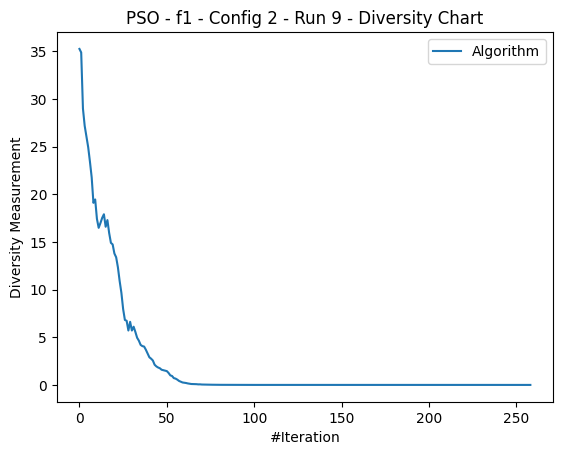 PSO - f1 - Config 2 - Run 9 - Diversity Chart
Algorithm
Diversity Measurement
35
30
25
20
15
10
5
0
0 50 100 150 200 250
#Iteration